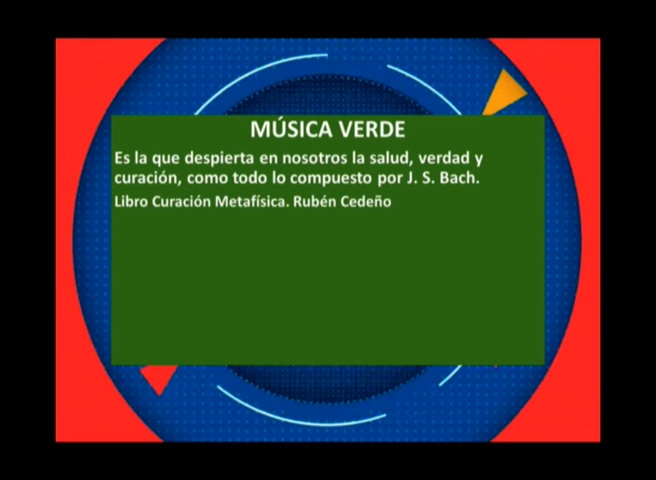 MÚSICA VERDE
Es la que despierta en nosotros la salud, verdad y
curación, como todo lo compuesto por J. S. Bach.
Libro Curación Metafísica. Rubén Cedeño